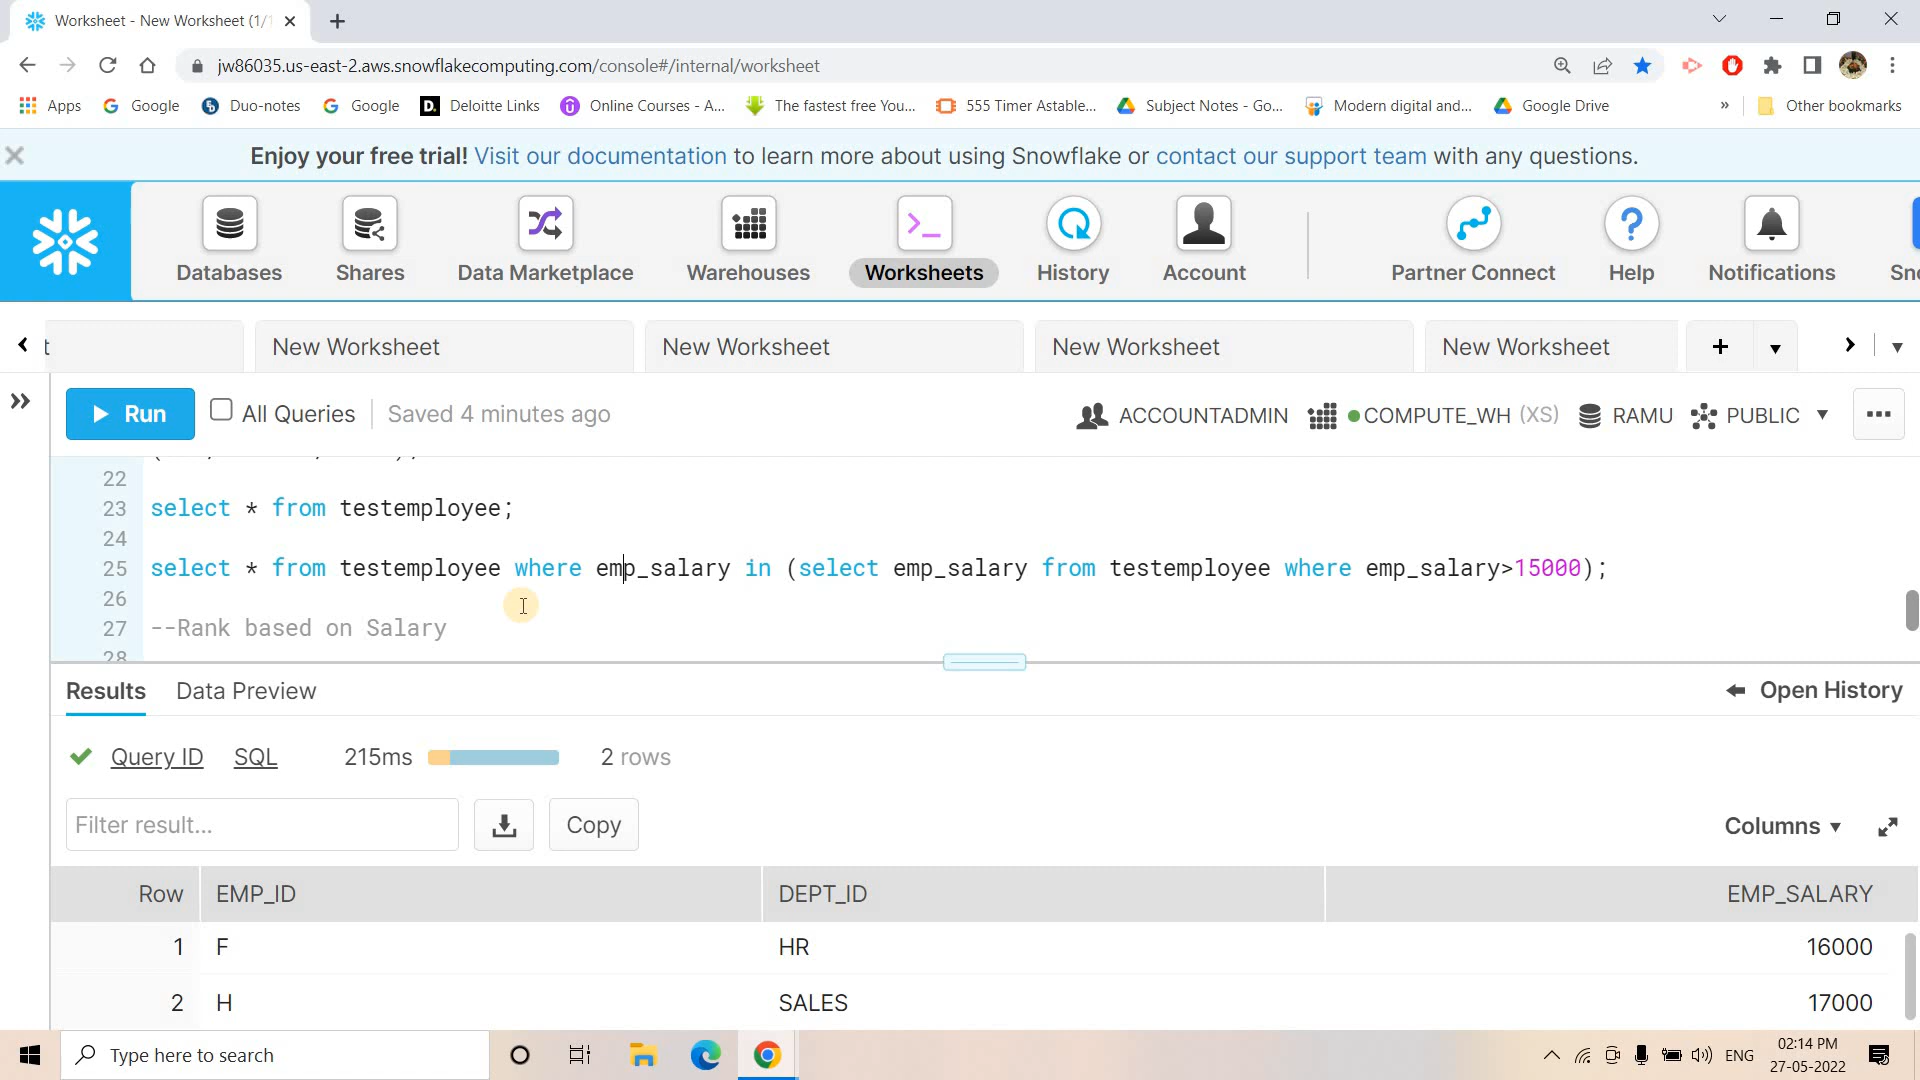 Worksheet - New Worksheet (1/1
jw86035.us-east-2.aws.snowflakecomputing.com/console#/internal/worksheet
Apps Google Duo-notes Google D. Deloitte Links Online Courses - A... The fastest free You... 555 Timer Astable... Subject Notes - Go... Modern digital and... Google Drive » Other bookmarks
Enjoy your free trial! Visit our documentation to learn more about using Snowflake or contact our support team with any questions.
Databases Shares Data Marketplace Warehouses Worksheets History Account Partner Connect Help Notifications Sno
t New Worksheet New Worksheet New Worksheet New Worksheet
Run All Queries Saved 4 minutes ago ACCOUNTADMIN COMPUTE_WH (XS) RAMU PUBLIC
22
23 select * from testemployee;
24
25 select * from testemployee where emp_salary in (select emp_salary from testemployee where emp_salary>15000);
26
27 --Rank based on Salary
28
Results Data Preview Open History
Query ID SQL 215ms 2 rows
Filter result... Copy Columns
Row EMP_ID DEPT_ID EMP_SALARY
1 F HR 16000
2 H SALES 17000
Type here to search ENG 02:14 PM
27-05-2022